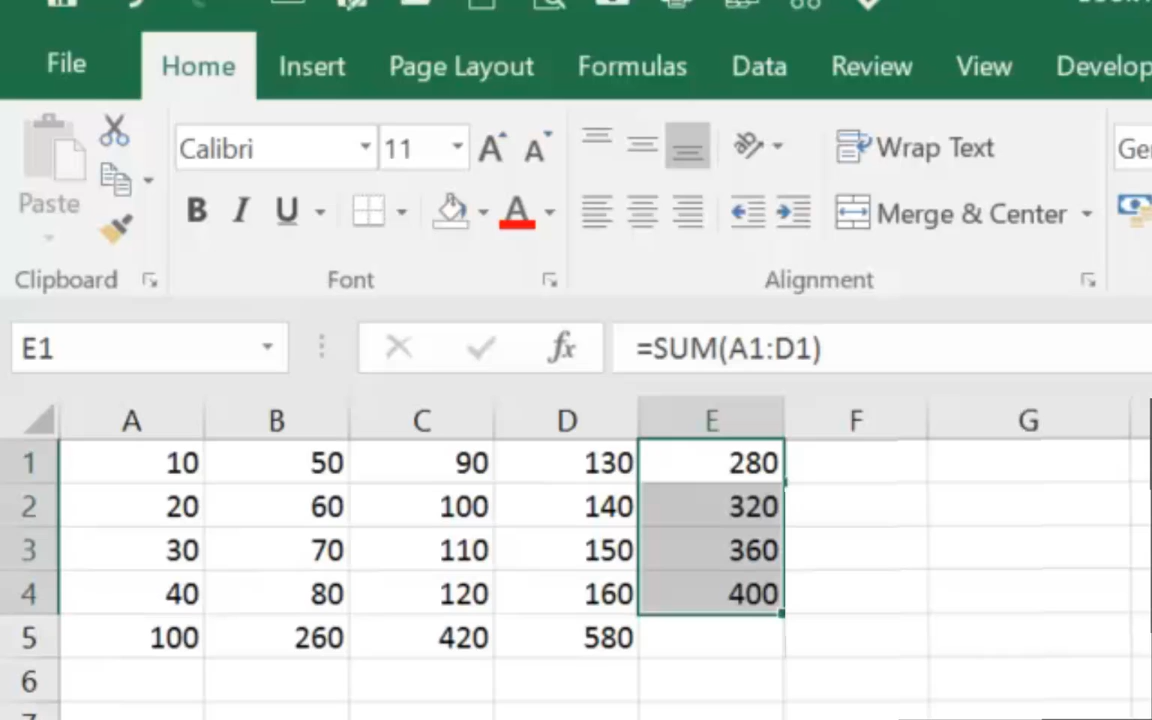 File Home Insert Page Layout Formulas Data Review View Develop
Calibri 11 A A Wrap Text Ge
Paste B I U A Merge & Center
Clipboard Font Alignment
E1 fx =SUM(A1:D1)
A B C D E F G
1 10 50 90 130 280
2 20 60 100 140 320
3 30 70 110 150 360
4 40 80 120 160 400
5 100 260 420 580
6